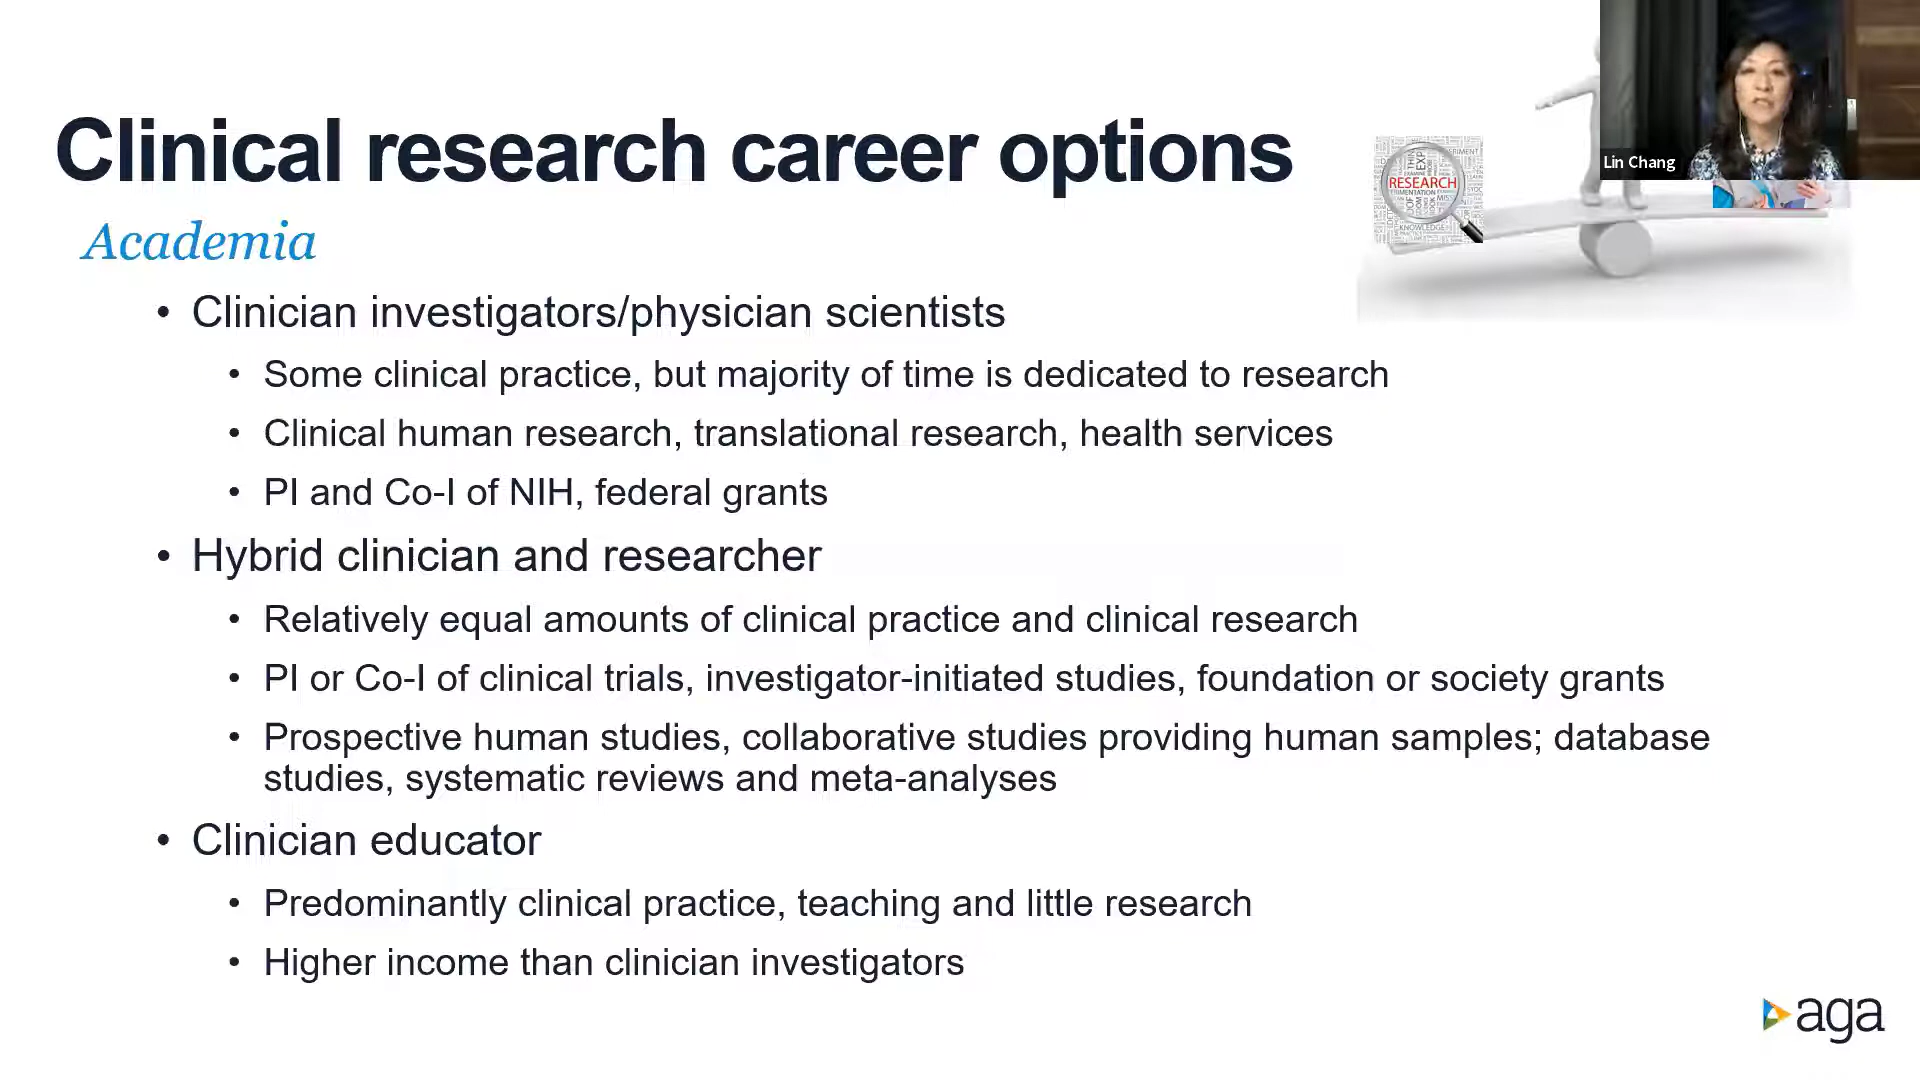 Clinical research career options
Lin Chang
RESEARCH
KNOWLEDGE
Academia
• Clinician investigators/physician scientists
• Some clinical practice, but majority of time is dedicated to research
• Clinical human research, translational research, health services
• PI and Co-I of NIH, federal grants
• Hybrid clinician and researcher
• Relatively equal amounts of clinical practice and clinical research
• PI or Co-I of clinical trials, investigator-initiated studies, foundation or society grants
• Prospective human studies, collaborative studies providing human samples; database
studies, systematic reviews and meta-analyses
• Clinician educator
• Predominantly clinical practice, teaching and little research
• Higher income than clinician investigators
aga